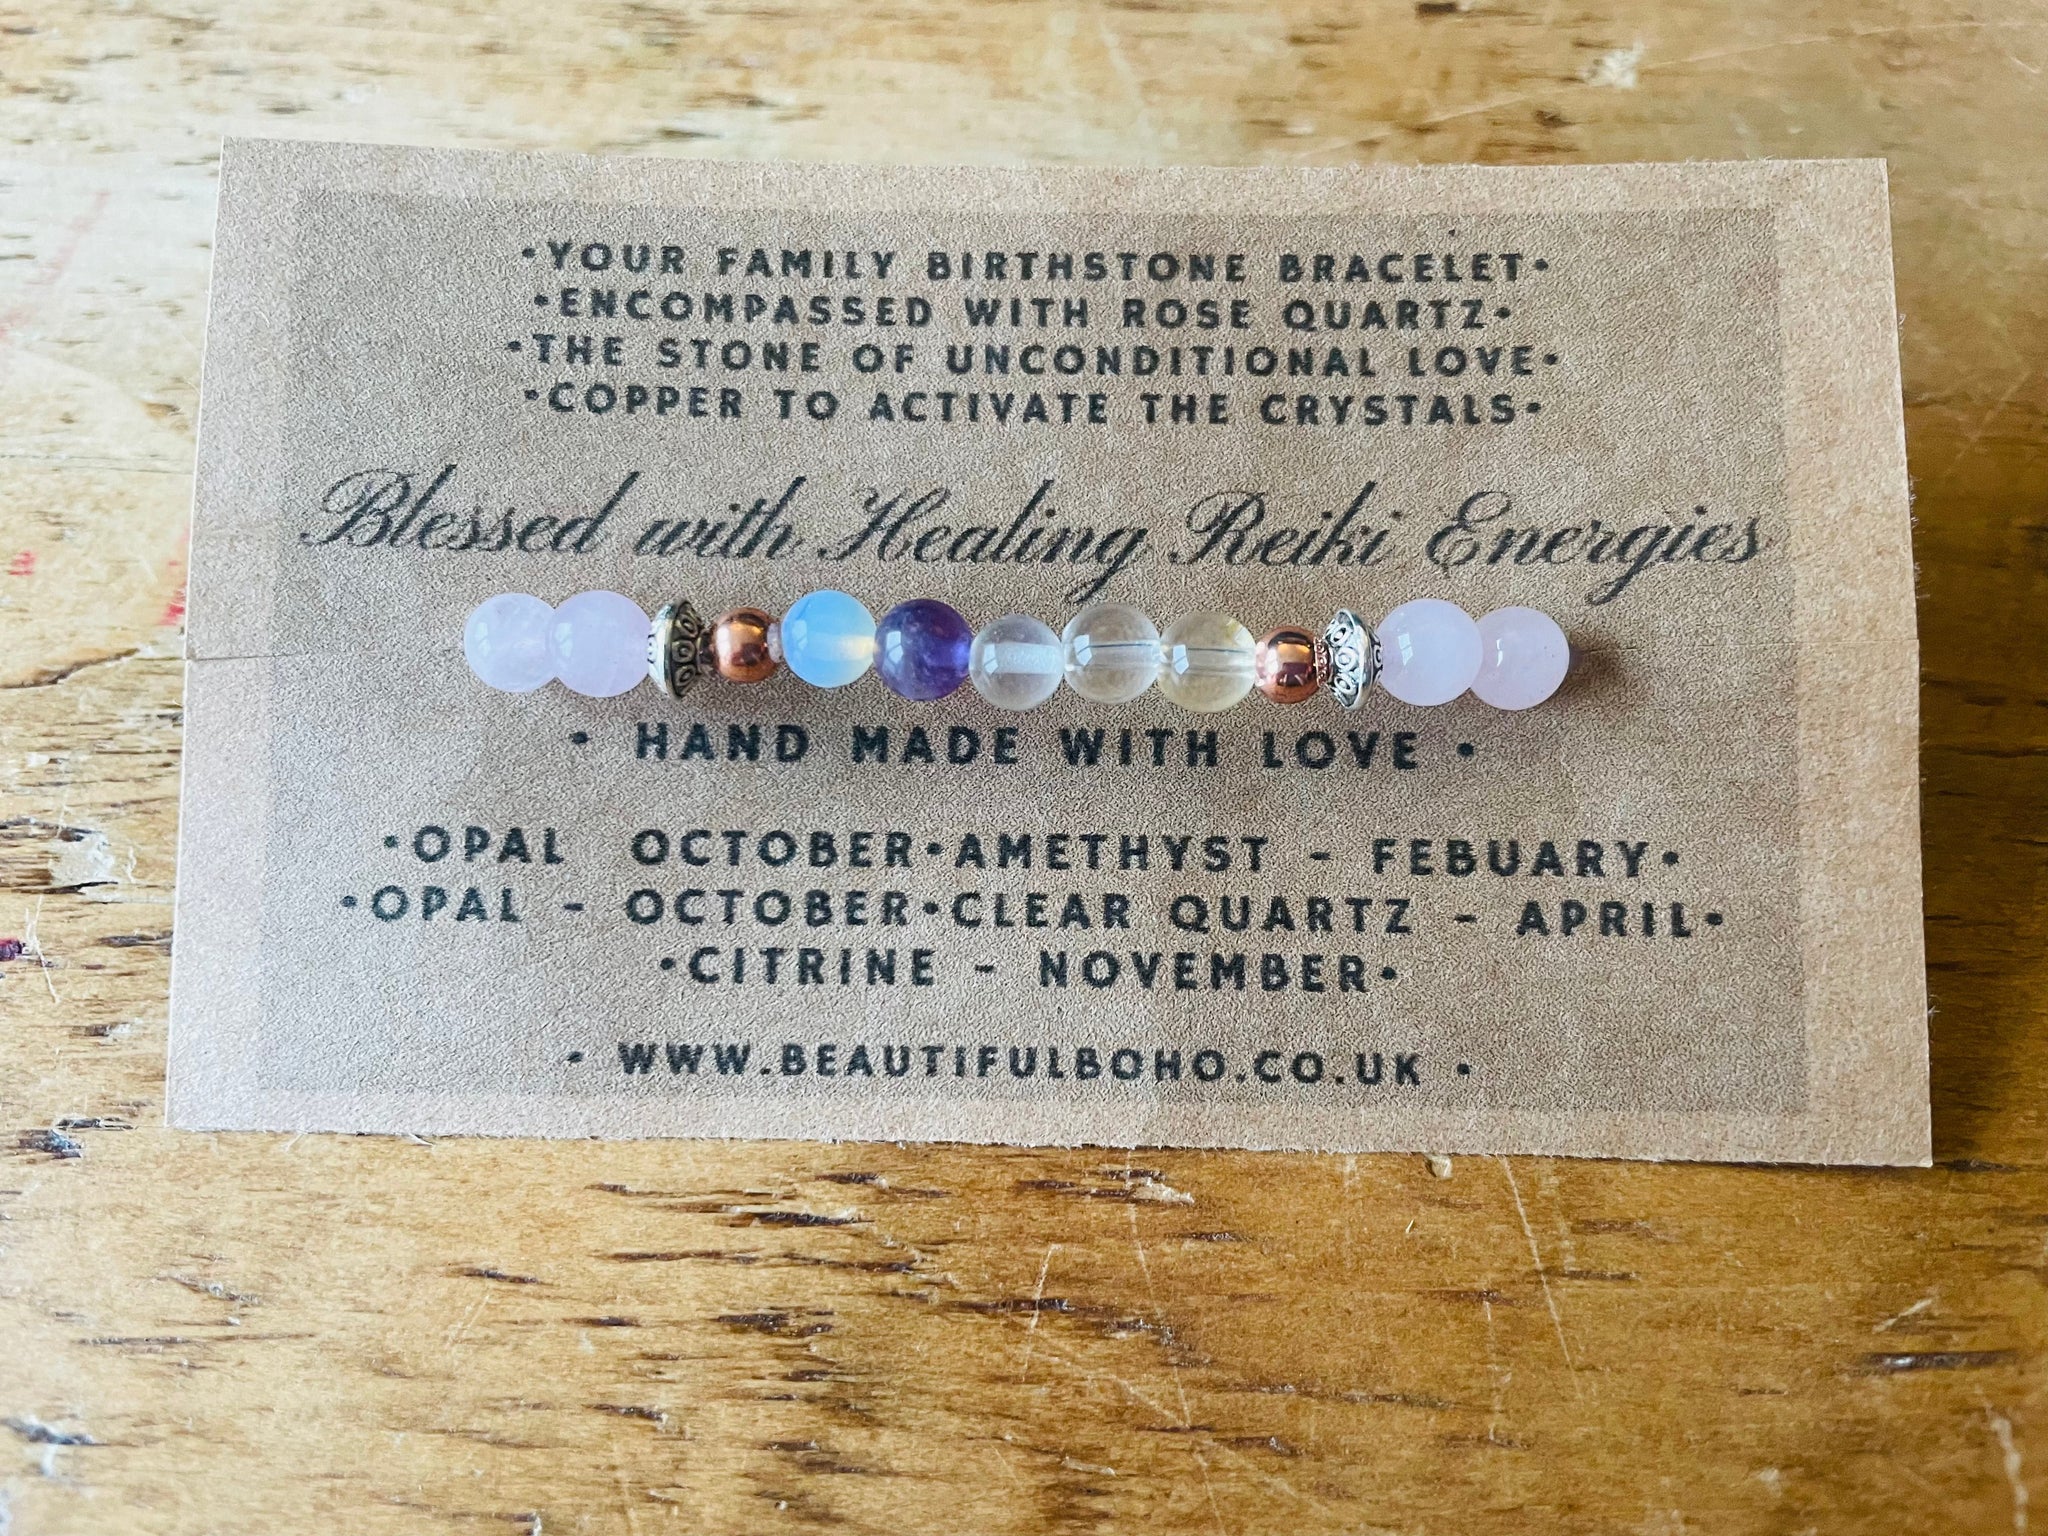 •YOUR FAMILY BIRTHSTONE BRACELET•
•ENCOMPASSED WITH ROSE QUARTZ•
•THE STONE OF UNCONDITIONAL LOVE•
•COPPER TO ACTIVATE THE CRYSTALS•
Blessed with Healing Reiki Energies
• HAND MADE WITH LOVE •
•OPAL OCTOBER•AMETHYST - FEBUARY•
•OPAL - OCTOBER•CLEAR QUARTZ - APRIL•
•CITRINE - NOVEMBER•
• WWW.BEAUTIFULBOHO.CO.UK •